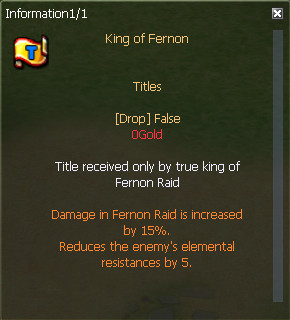 Information1/1
King of Fernon
T
Titles
[Drop] False
0Gold
Title received only by true king of
Fernon Raid
Damage in Fernon Raid is increased
by 15%.
Reduces the enemy's elemental
resistances by 5.